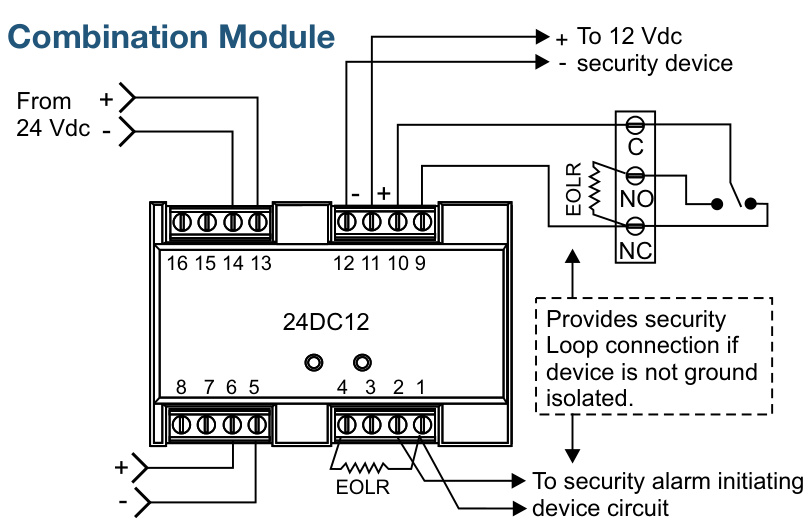 Combination Module
+ To 12 Vdc
- security device
From +
24 Vdc -
C
NO
NC
EOLR
- +
16 15 14 13
12 11 10 9
24DC12
8 7 6 5
4 3 2 1
Provides security
Loop connection if
device is not ground
isolated.
+
-
EOLR
To security alarm initiating
device circuit